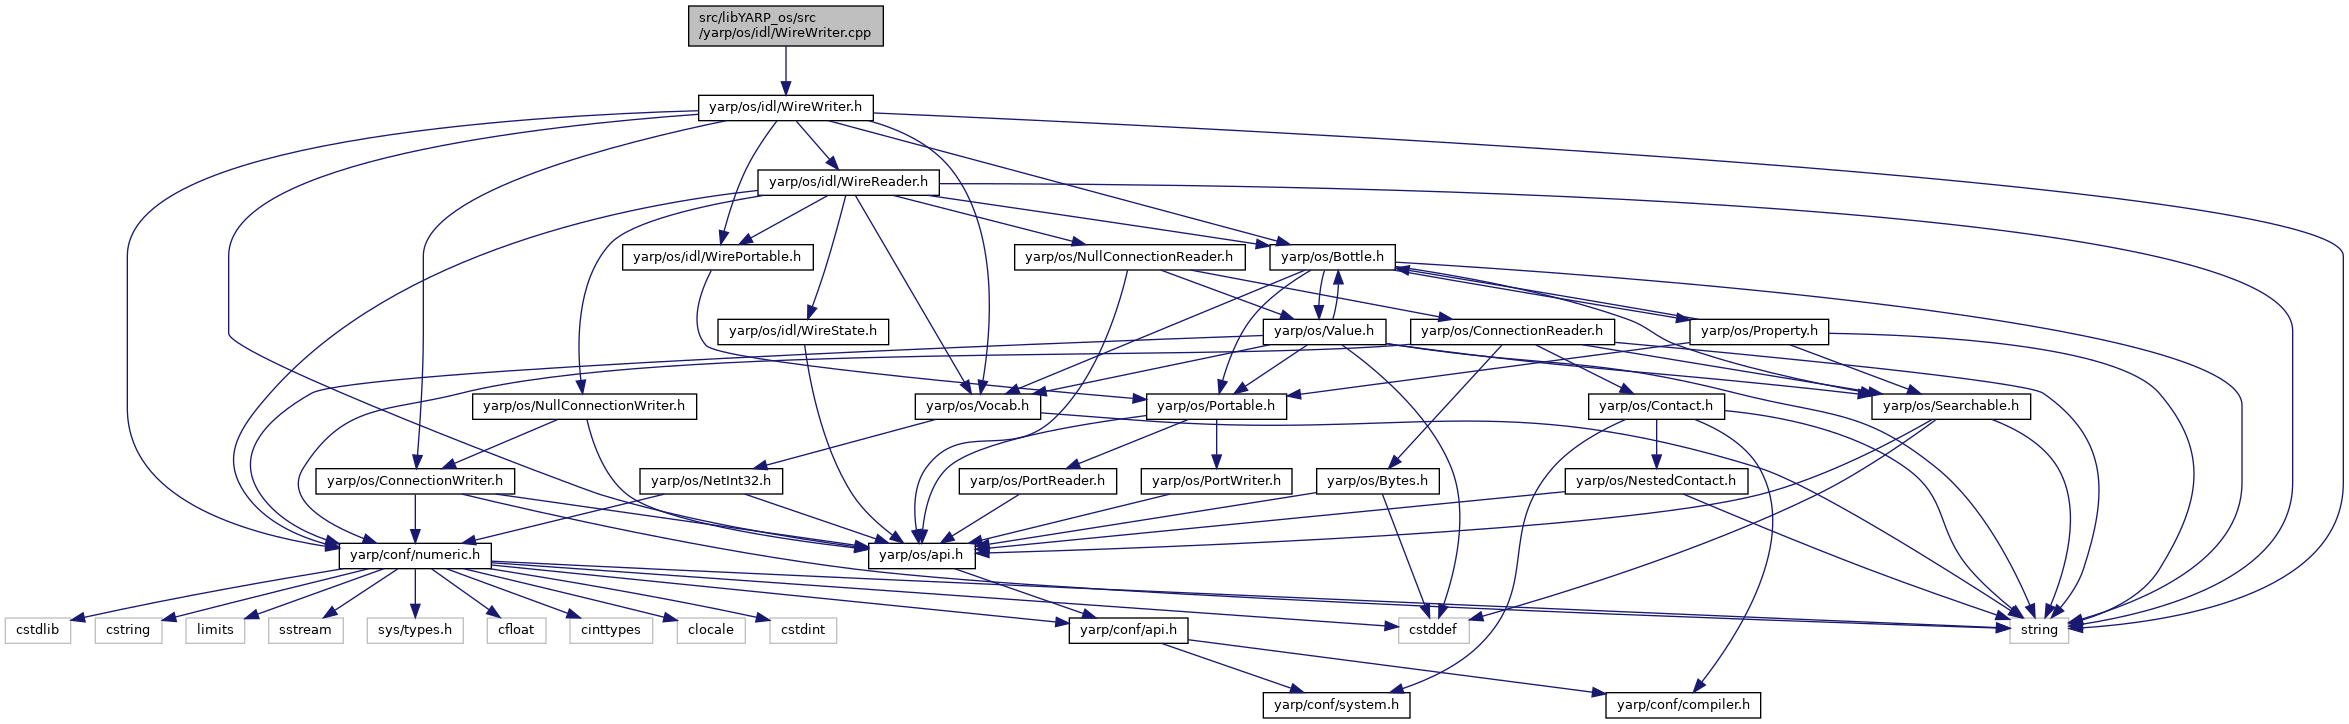 src/libYARP_os/src
/yarp/os/idl/WireWriter.cpp
yarp/os/idl/WireWriter.h
yarp/os/idl/WireReader.h
yarp/os/idl/WirePortable.h
yarp/os/NullConnectionReader.h
yarp/os/Bottle.h
yarp/os/idl/WireState.h
yarp/os/Value.h
yarp/os/ConnectionReader.h
yarp/os/Property.h
yarp/os/NullConnectionWriter.h
yarp/os/Vocab.h
yarp/os/Portable.h
yarp/os/Contact.h
yarp/os/Searchable.h
yarp/os/ConnectionWriter.h
yarp/os/NetInt32.h
yarp/os/PortReader.h
yarp/os/PortWriter.h
yarp/os/Bytes.h
yarp/os/NestedContact.h
yarp/conf/numeric.h
yarp/os/api.h
cstdlib
cstring
limits
sstream
sys/types.h
cfloat
cinttypes
clocale
cstdint
yarp/conf/api.h
cstddef
string
yarp/conf/system.h
yarp/conf/compiler.h